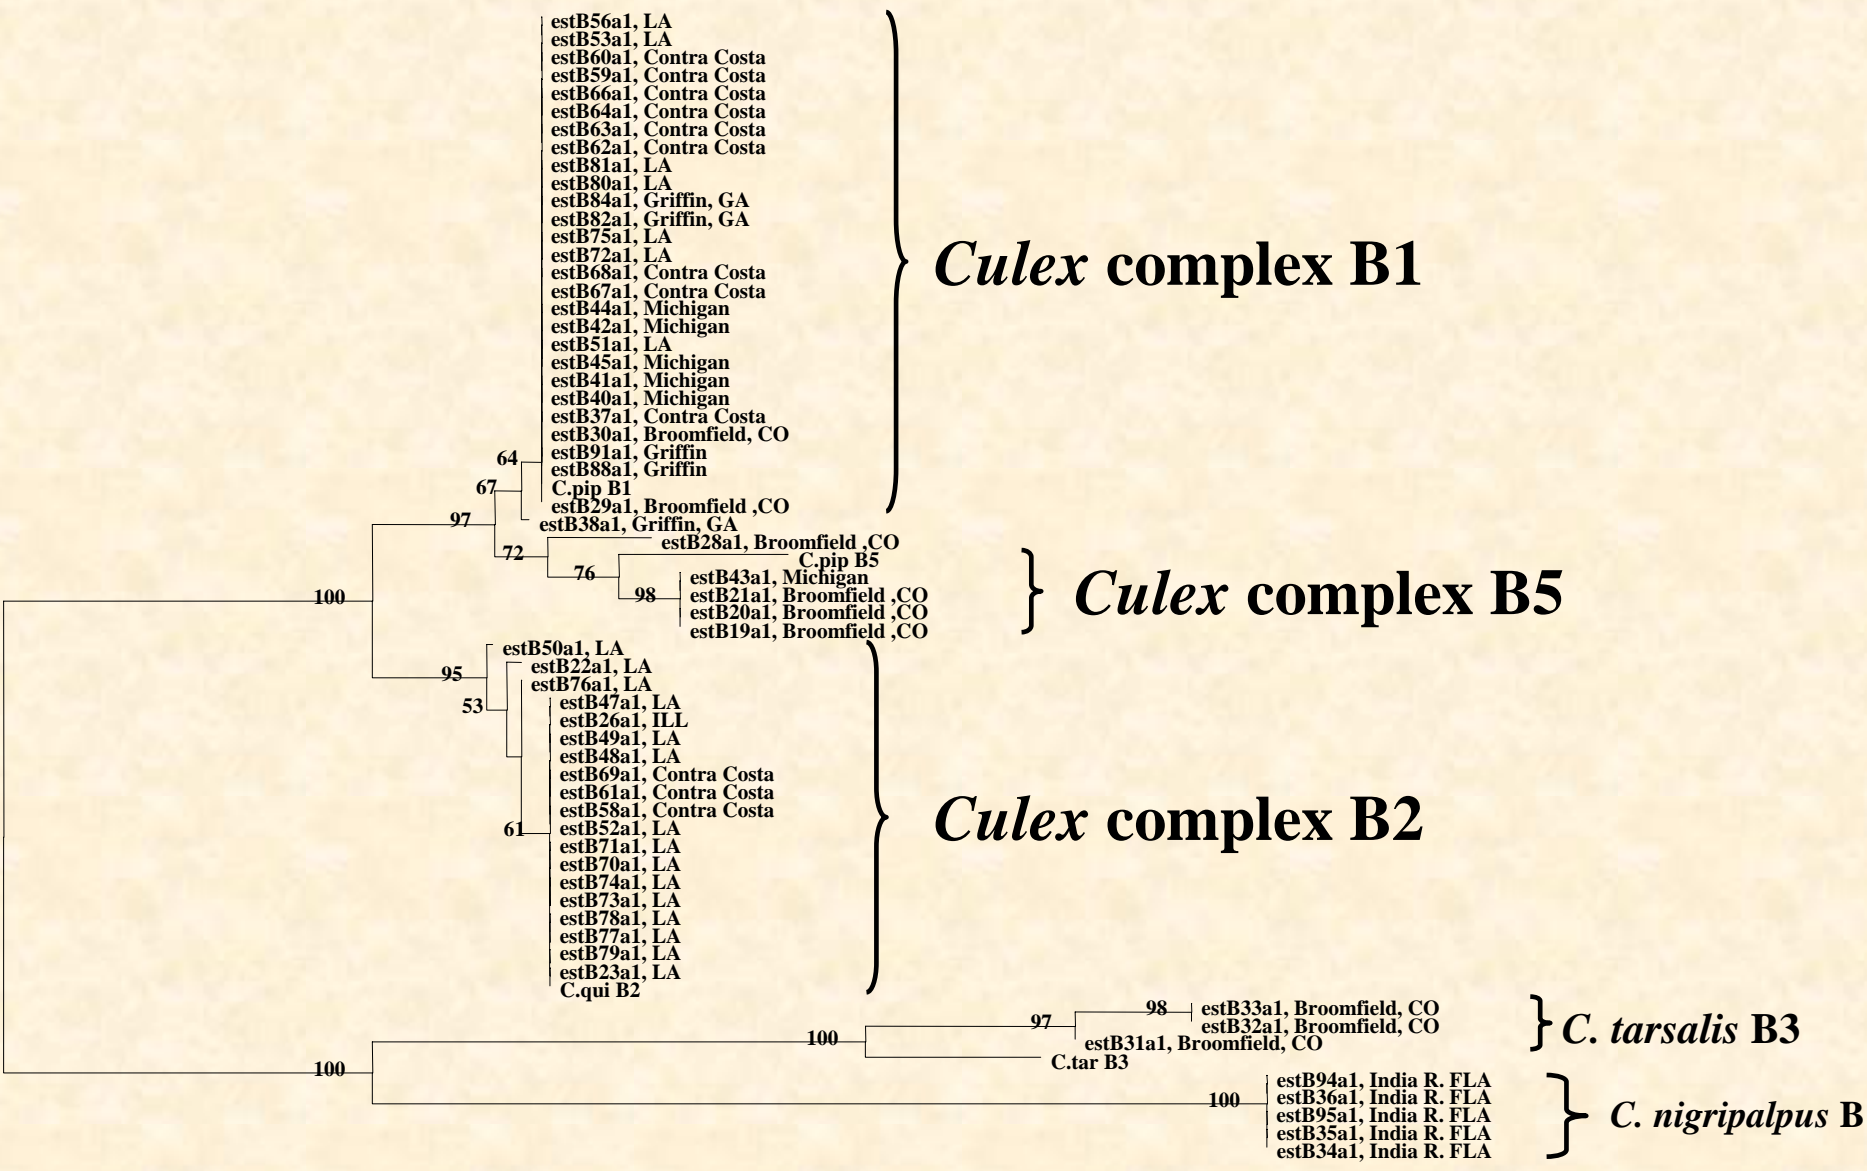 estB56a1, LA
estB53a1, LA
estB60a1, Contra Costa
estB59a1, Contra Costa
estB66a1, Contra Costa
estB64a1, Contra Costa
estB63a1, Contra Costa
estB62a1, Contra Costa
estB81a1, LA
estB80a1, LA
estB84a1, Griffin, GA
estB82a1, Griffin, GA
estB75a1, LA
estB72a1, LA
estB68a1, Contra Costa
estB67a1, Contra Costa
estB44a1, Michigan
estB42a1, Michigan
estB51a1, LA
estB45a1, Michigan
estB41a1, Michigan
estB40a1, Michigan
estB37a1, Contra Costa
estB30a1, Broomfield, CO
estB91a1, Griffin
estB88a1, Griffin
C.pip B1
estB29a1, Broomfield ,CO
estB38a1, Griffin, GA
Culex complex B1
64
67
97
estB28a1, Broomfield ,CO
C.pip B5
estB43a1, Michigan
estB21a1, Broomfield ,CO
estB20a1, Broomfield ,CO
estB19a1, Broomfield ,CO
Culex complex B5
72
76
98
100
estB50a1, LA
estB22a1, LA
estB76a1, LA
estB47a1, LA
estB26a1, ILL
estB49a1, LA
estB48a1, LA
estB69a1, Contra Costa
estB61a1, Contra Costa
estB58a1, Contra Costa
estB52a1, LA
estB71a1, LA
estB70a1, LA
estB74a1, LA
estB73a1, LA
estB78a1, LA
estB77a1, LA
estB79a1, LA
estB23a1, LA
C.qui B2
Culex complex B2
95
53
61
estB33a1, Broomfield, CO
estB32a1, Broomfield, CO
estB31a1, Broomfield, CO
C.tar B3
C. tarsalis B3
98
97
100
100
estB94a1, India R. FLA
estB36a1, India R. FLA
estB95a1, India R. FLA
estB35a1, India R. FLA
estB34a1, India R. FLA
100
C. nigripalpus B